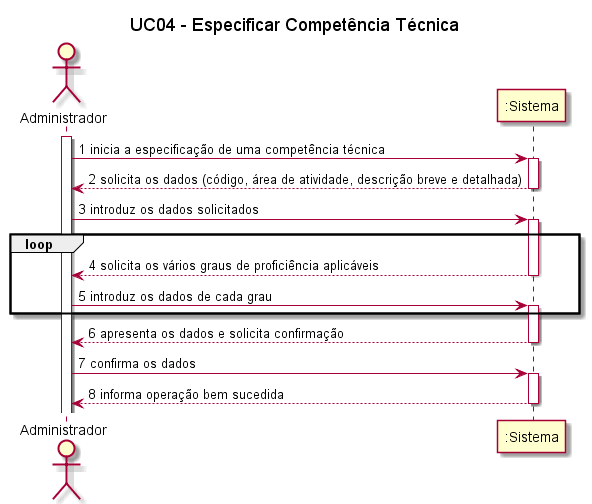 UC04 - Especificar Competência Técnica
Administrador
:Sistema
1 inicia a especificação de uma competência técnica
2 solicita os dados (código, área de atividade, descrição breve e detalhada)
3 introduz os dados solicitados
loop
4 solicita os vários graus de proficiência aplicáveis
5 introduz os dados de cada grau
6 apresenta os dados e solicita confirmação
7 confirma os dados
8 informa operação bem sucedida
Administrador
:Sistema